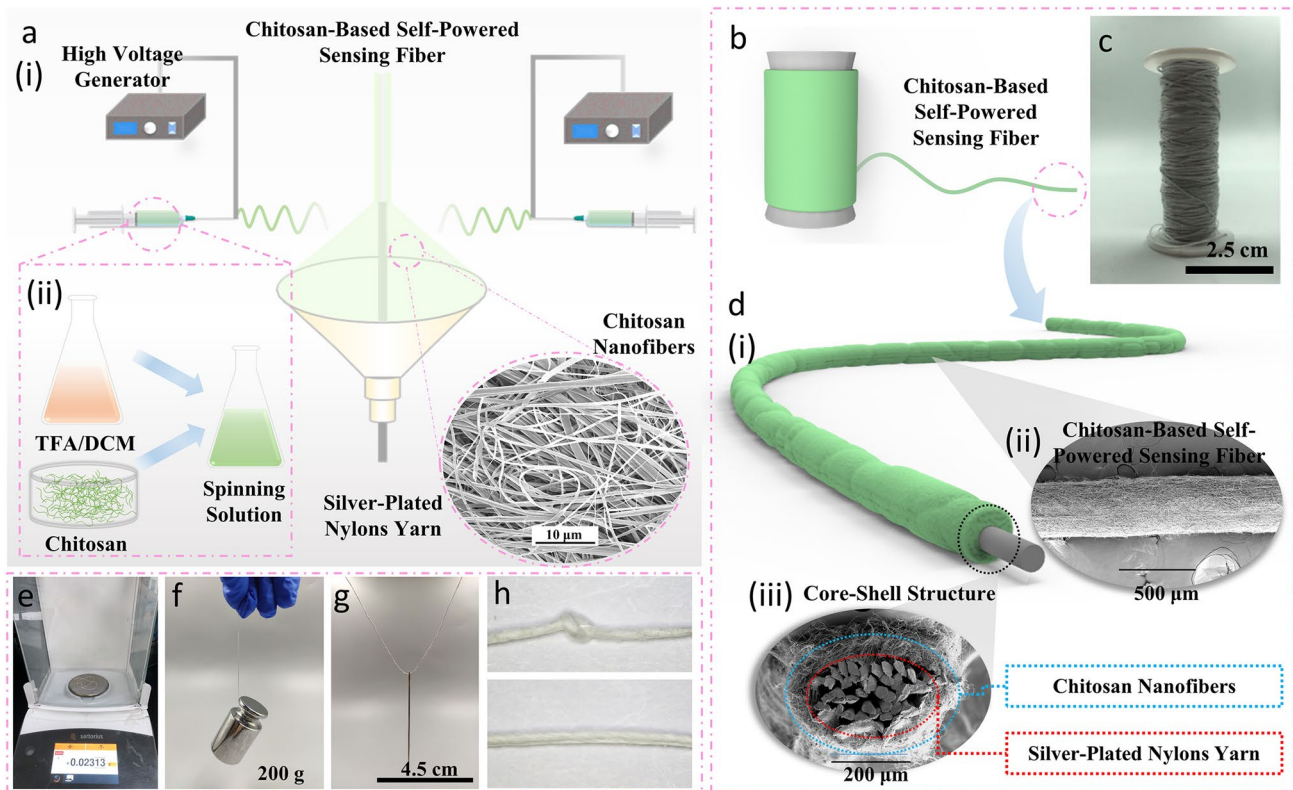 a
(i)
High Voltage
Generator
Chitosan-Based Self-Powered
Sensing Fiber
(ii)
TFA/DCM
Chitosan
Spinning
Solution
Silver-Plated
Nylons Yarn
Chitosan
Nanofibers
10 μm
b
Chitosan-Based
Self-Powered
Sensing Fiber
c
2.5 cm
d
(i)
(ii)
Chitosan-Based Self-
Powered Sensing Fiber
500 μm
(iii)
Core-Shell Structure
200 μm
Chitosan Nanofibers
Silver-Plated Nylons Yarn
e
sartorius
0.02313
f
200 g
g
4.5 cm
h